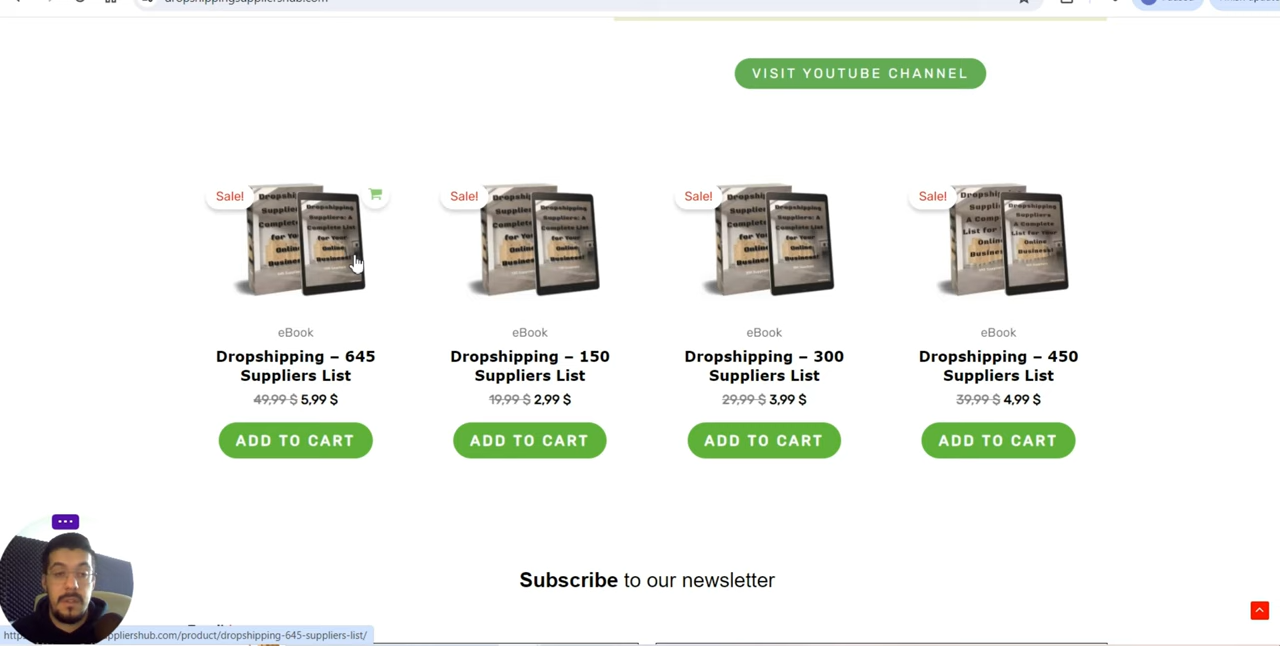 VISIT YOUTUBE CHANNEL
Sale!
Sale!
Sale!
Sale!
eBook
Dropshipping – 645
Suppliers List
49,99 $ 5,99 $
ADD TO CART
eBook
Dropshipping – 150
Suppliers List
19,99 $ 2,99 $
ADD TO CART
eBook
Dropshipping – 300
Suppliers List
29,99 $ 3,99 $
ADD TO CART
eBook
Dropshipping – 450
Suppliers List
39,99 $ 4,99 $
ADD TO CART
Subscribe to our newsletter
ppliershub.com/product/dropshipping-645-suppliers-list/